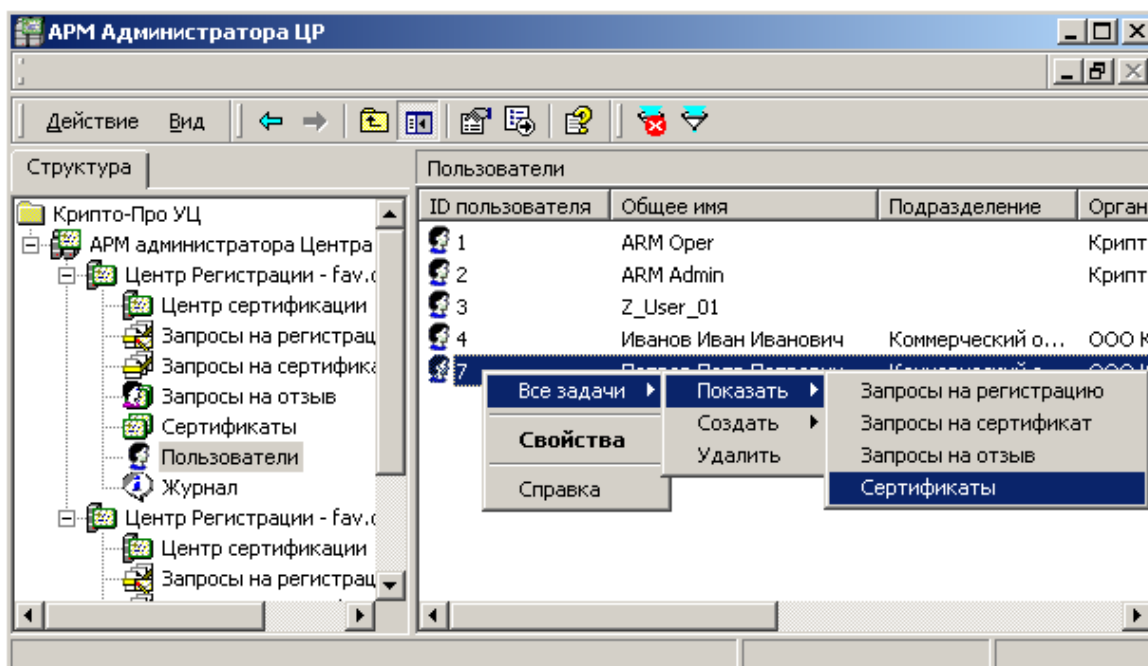 АРМ Администратора ЦР
Действие Вид
Структура
Пользователи
Крипто-Про УЦ
АРМ администратора Центра
Центр Регистрации - fav.
Центр сертификации
Запросы на регистрац
Запросы на сертифика
Запросы на отзыв
Сертификаты
Пользователи
Журнал
Центр Регистрации - fav.
Центр сертификации
Запросы на регистрац
ID пользователя Общее имя Подразделение Орган
1 ARM Oper Крипт
2 ARM Admin Крипт
3 Z_User_01
4 Иванов Иван Иванович Коммерческий о... ООО К
7
Все задачи Показать Запросы на регистрацию
Создать Запросы на сертификат
Свойства
Удалить Запросы на отзыв
Справка Сертификаты